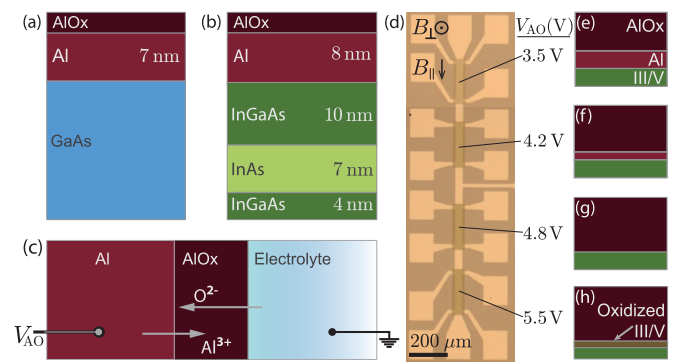 (a)
AlOx
Al 7 nm
GaAs
(b)
AlOx
Al 8 nm
InGaAs 10 nm
InAs 7 nm
InGaAs 4 nm
(c)
Al AlOx Electrolyte
O²⁻
Al³⁺
V_AO
(d)
B⊥⊙
B∥↓
200 μm
V_AO(V)
3.5 V
4.2 V
4.8 V
5.5 V
(e)
AlOx
Al
III/V
(f)
(g)
(h)
Oxidized
III/V